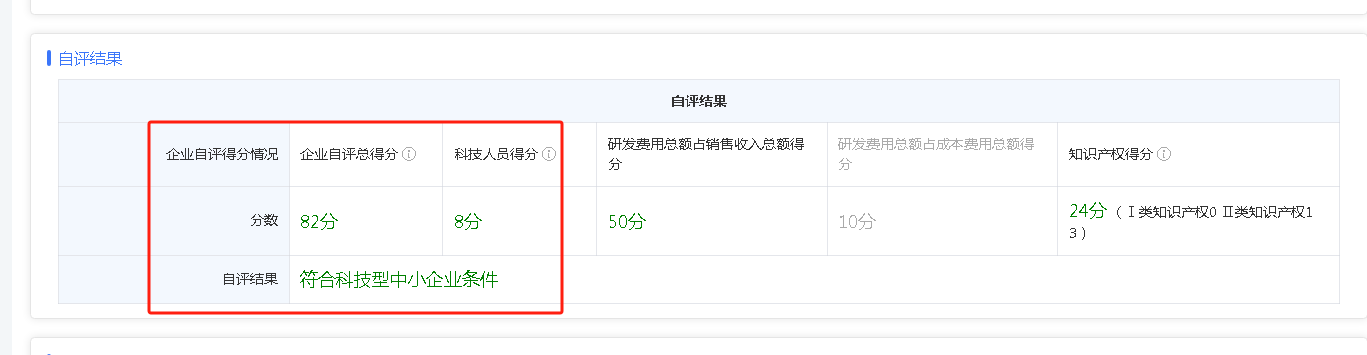 自评结果
自评结果
企业自评得分情况 企业自评总得分 科技人员得分 研发费用总额占销售收入总额得 研发费用总额占成本费用总额得 知识产权得分
分 分
分数 82分 8分 50分 10分 24分（Ⅰ类知识产权0 Ⅱ类知识产权1
3）
自评结果 符合科技型中小企业条件